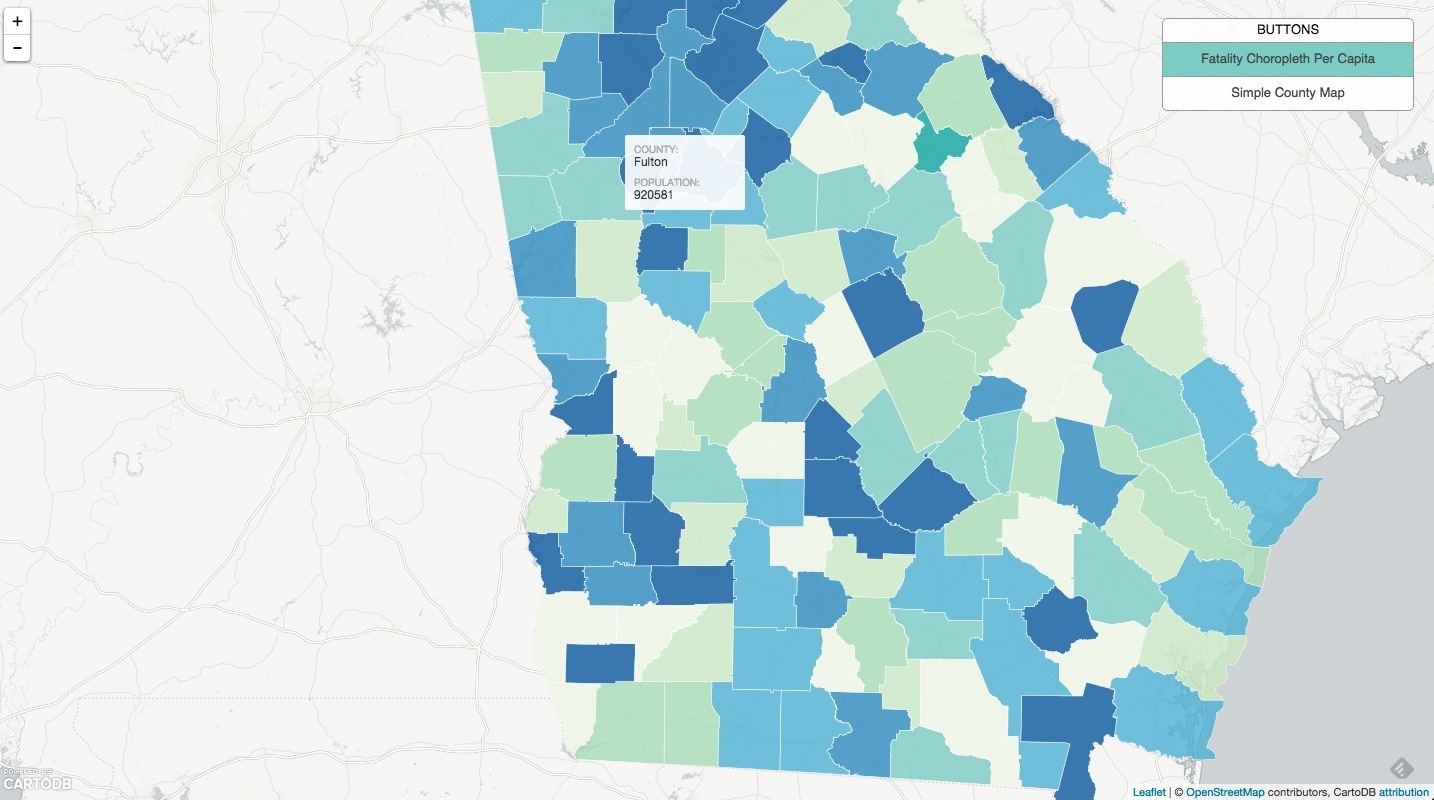 +
−
BUTTONS
Fatality Choropleth Per Capita
Simple County Map
COUNTY:
Fulton
POPULATION:
920581
POWERED BY
CARTODB
Leaflet | © OpenStreetMap contributors, CartoDB attribution